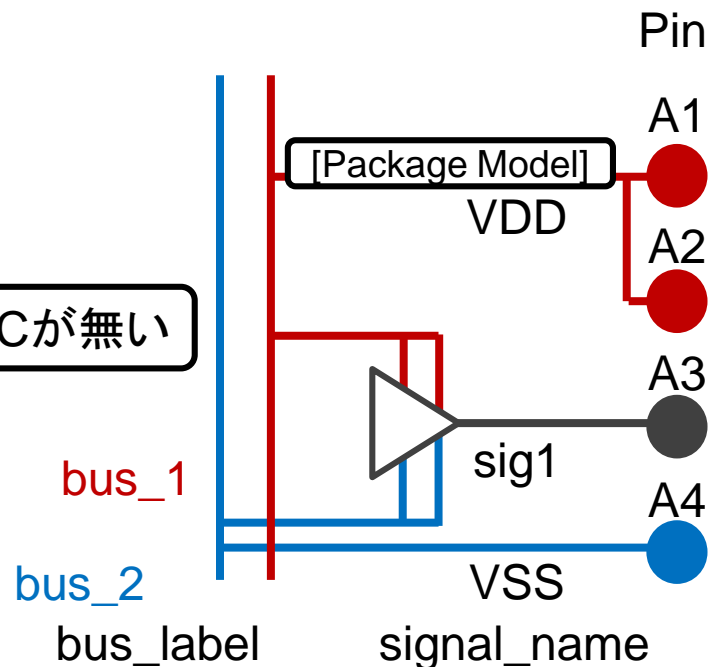 Pin
A1
[Package Model]
VDD
A2
Cが無い
A3
sig1
bus_1
A4
bus_2
VSS
bus_label
signal_name